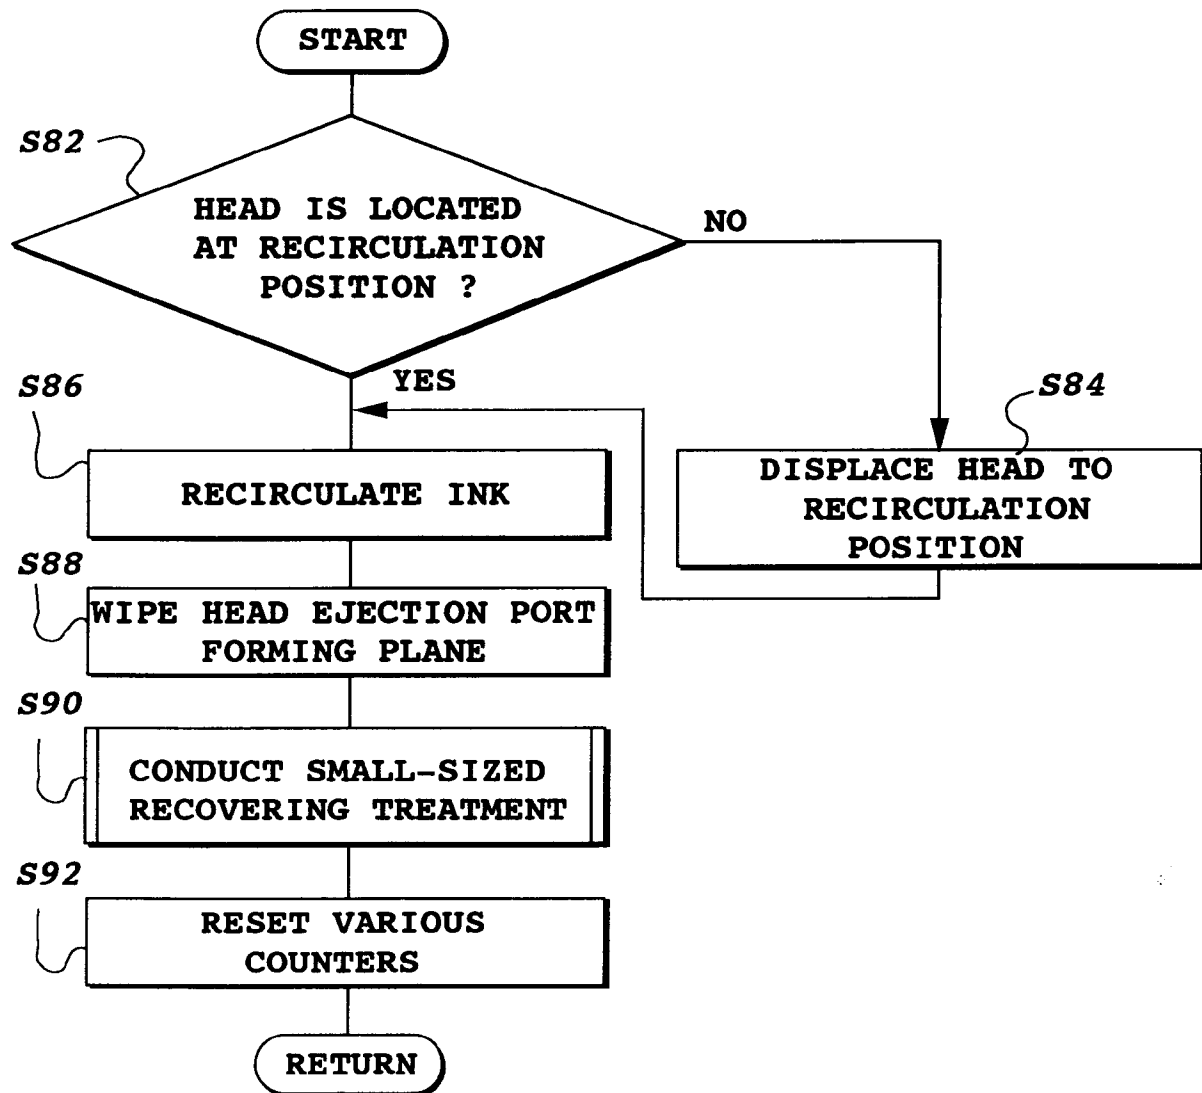 START
S82
HEAD IS LOCATED
AT RECIRCULATION
POSITION ?
NO
YES
S84
DISPLACE HEAD TO
RECIRCULATION
POSITION
S86
RECIRCULATE INK
S88
WIPE HEAD EJECTION PORT
FORMING PLANE
S90
CONDUCT SMALL-SIZED
RECOVERING TREATMENT
S92
RESET VARIOUS
COUNTERS
RETURN